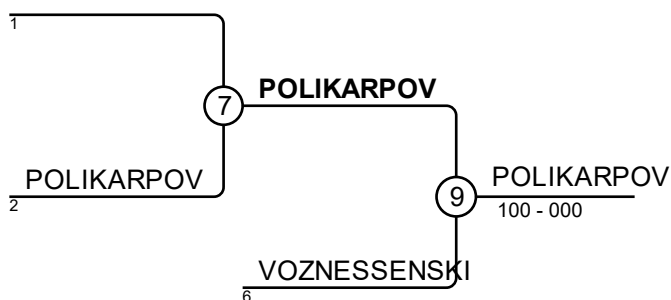 1
7
POLIKARPOV
POLIKARPOV
2
9
POLIKARPOV
100 - 000
VOZNESSENSKI
6